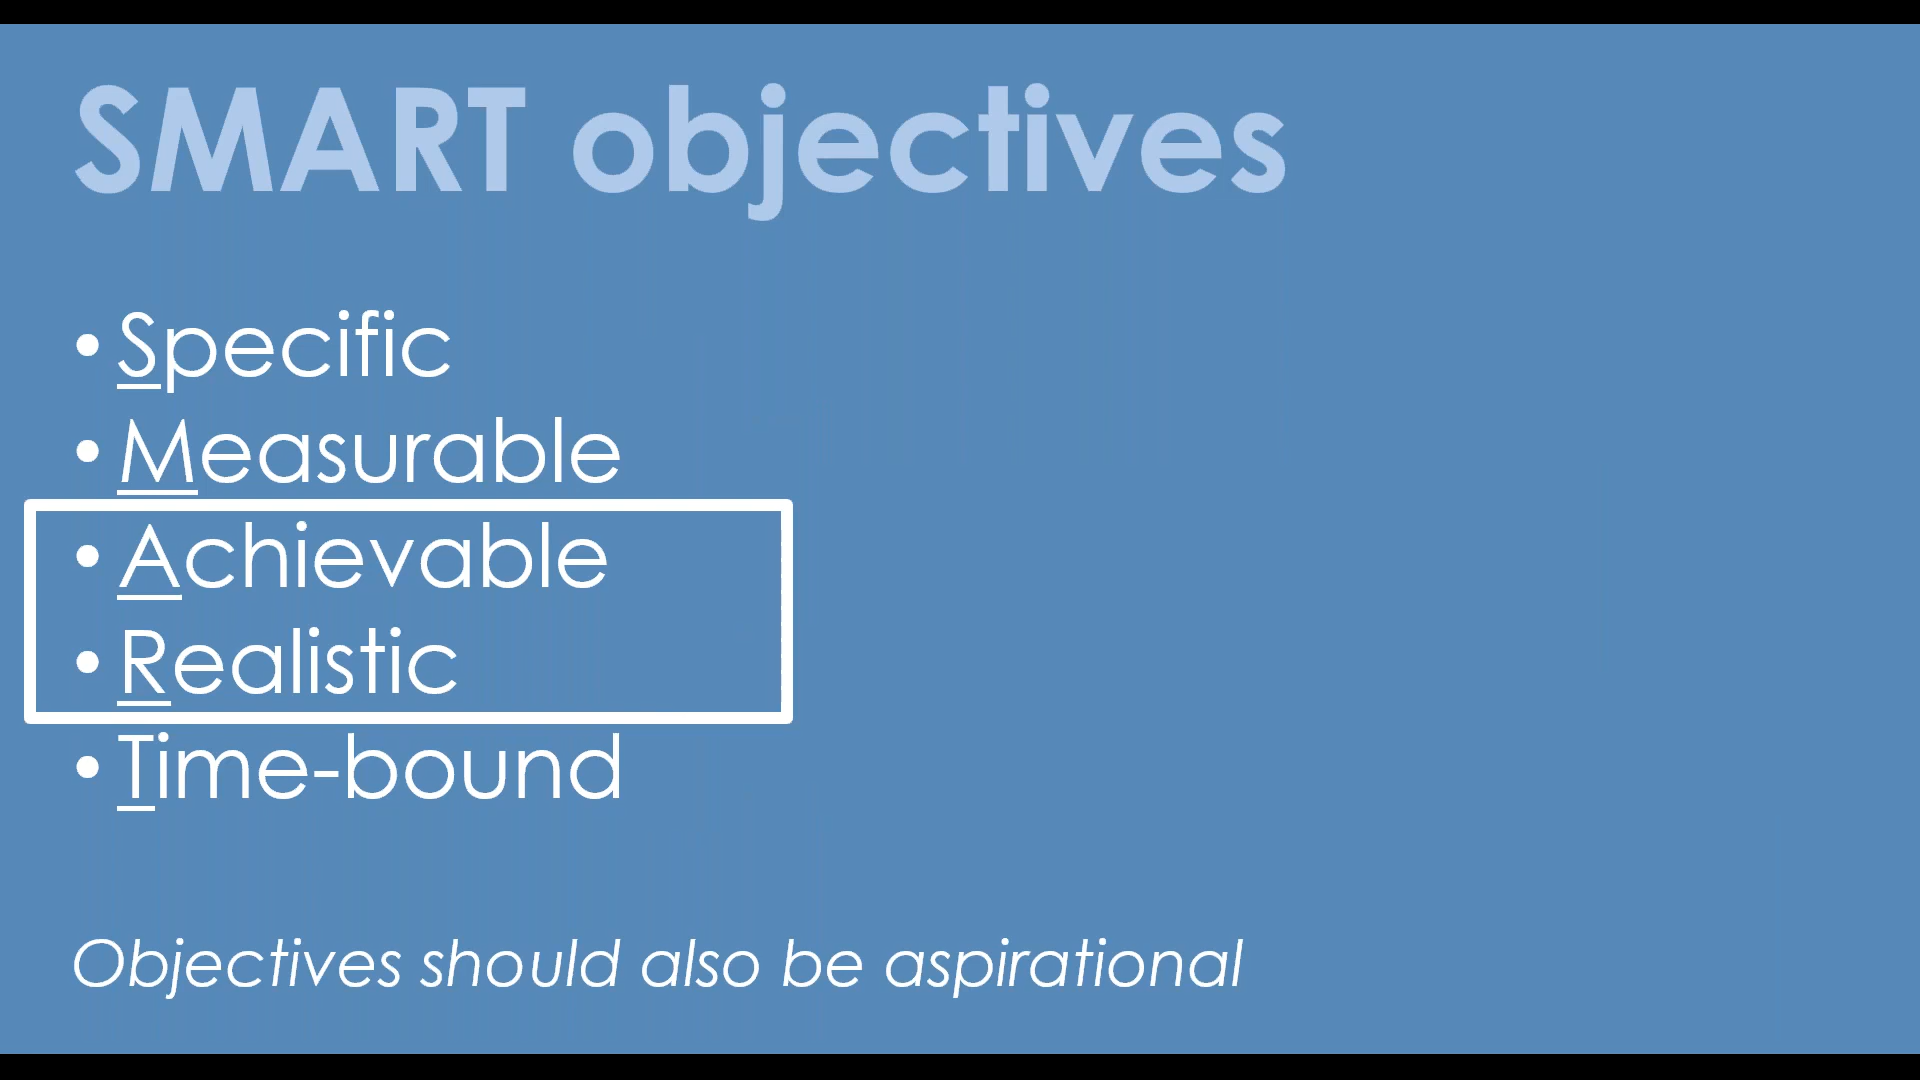 SMART objectives
• Specific
• Measurable
• Achievable
• Realistic
• Time-bound
Objectives should also be aspirational